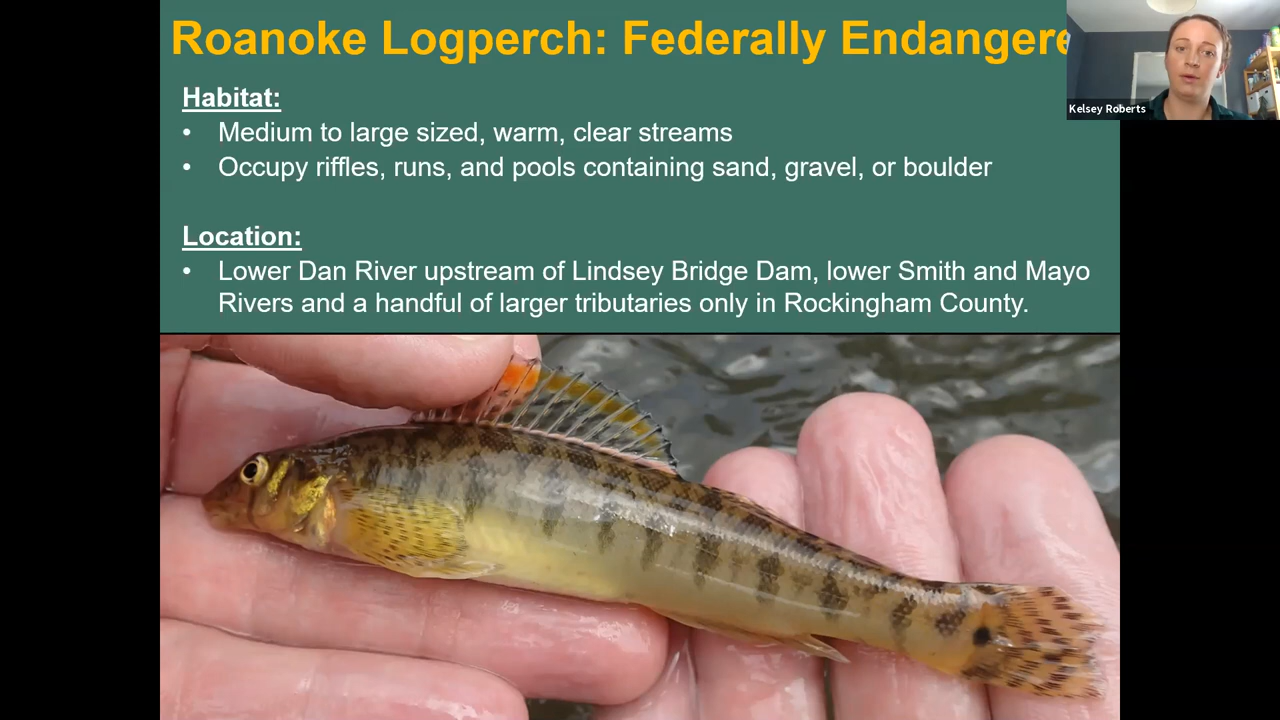 Roanoke Logperch: Federally Endangere
Kelsey Roberts
Habitat:
• Medium to large sized, warm, clear streams
• Occupy riffles, runs, and pools containing sand, gravel, or boulder
Location:
• Lower Dan River upstream of Lindsey Bridge Dam, lower Smith and Mayo
Rivers and a handful of larger tributaries only in Rockingham County.